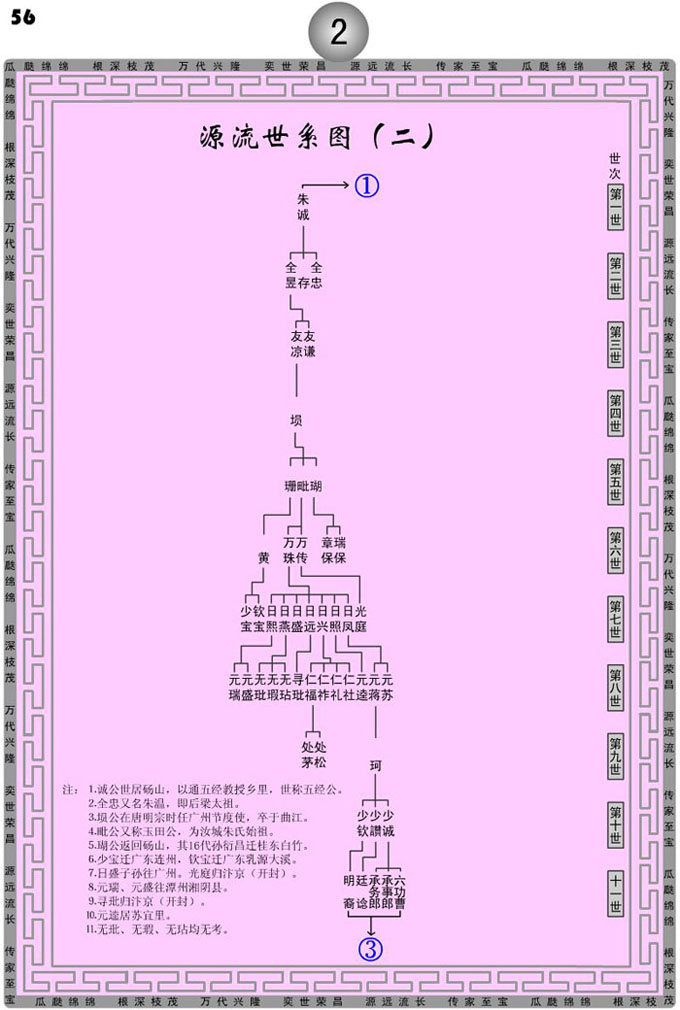 56
2
瓜瓞绵绵 根深枝茂 万代兴隆 奕世荣昌 源远流长 传家至宝 瓜瓞绵绵 根深枝茂
瓜瓞绵绵 根深枝茂 万代兴隆 奕世荣昌 源远流长 传家至宝 瓜瓞绵绵 根深枝茂 万代兴隆 奕世荣昌 源远流长 传家至宝
万代兴隆 奕世荣昌 源远流长 传家至宝 瓜瓞绵绵 根深枝茂 万代兴隆 奕世荣昌 源远流长 传家至宝 瓜瓞绵绵 根深枝茂
源流世系图（二）
世次
第一世
第二世
第三世
第四世
第五世
第六世
第七世
第八世
第九世
第十世
十一世
①
朱诚
全昱 存 全忠
友凉 友谦
埙
珊 毗 瑚
黄 万珠 万传 章保 瑞保
少宝 钦宝 日熙 日燕 日盛 日远 日兴 日照 日凤 光庭
元瑞 元盛 无玭 无瑕 无玷 寻玭 仁福 仁祚 仁礼 仁社 元逵 元蒋 元苏
处茅 处松
珂
少钦 少讚 少诚
明裔 廷谂 承务郎 承事郎 六功曹
③
注： 1.诚公世居砀山，以通五经教授乡里，世称五经公。
2.全忠又名朱温，即后梁太祖。
3.埙公在唐明宗时任广州节度使，卒于曲江。
4.毗公又称玉田公，为汝城朱氏始祖。
5.瑚公返回砀山，其16代孙衍昌迁桂东白竹。
6.少宝迁广东连州，钦宝迁广东乳源大溪。
7.日盛子孙往广州。光庭归汴京（开封）。
8.元瑞、元盛往潭州湘阴县。
9.寻玭归汴京（开封）。
10.元逵居苏宜里。
11.无玭、无瑕、无玷均无考。
瓜瓞绵绵 根深枝茂 万代兴隆 奕世荣昌 源远流长 传家至宝 瓜瓞绵绵 根深枝茂